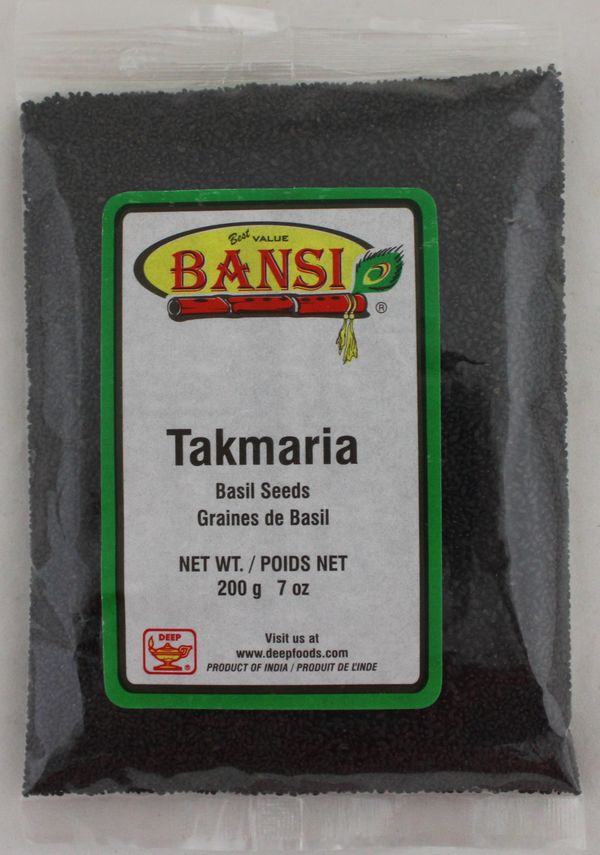 Best VALUE
BANSI
®
Takmaria
Basil Seeds
Graines de Basil
NET WT. / POIDS NET
200 g 7 oz
DEEP
®
Visit us at
www.deepfoods.com
PRODUCT OF INDIA / PRODUIT DE L'INDE